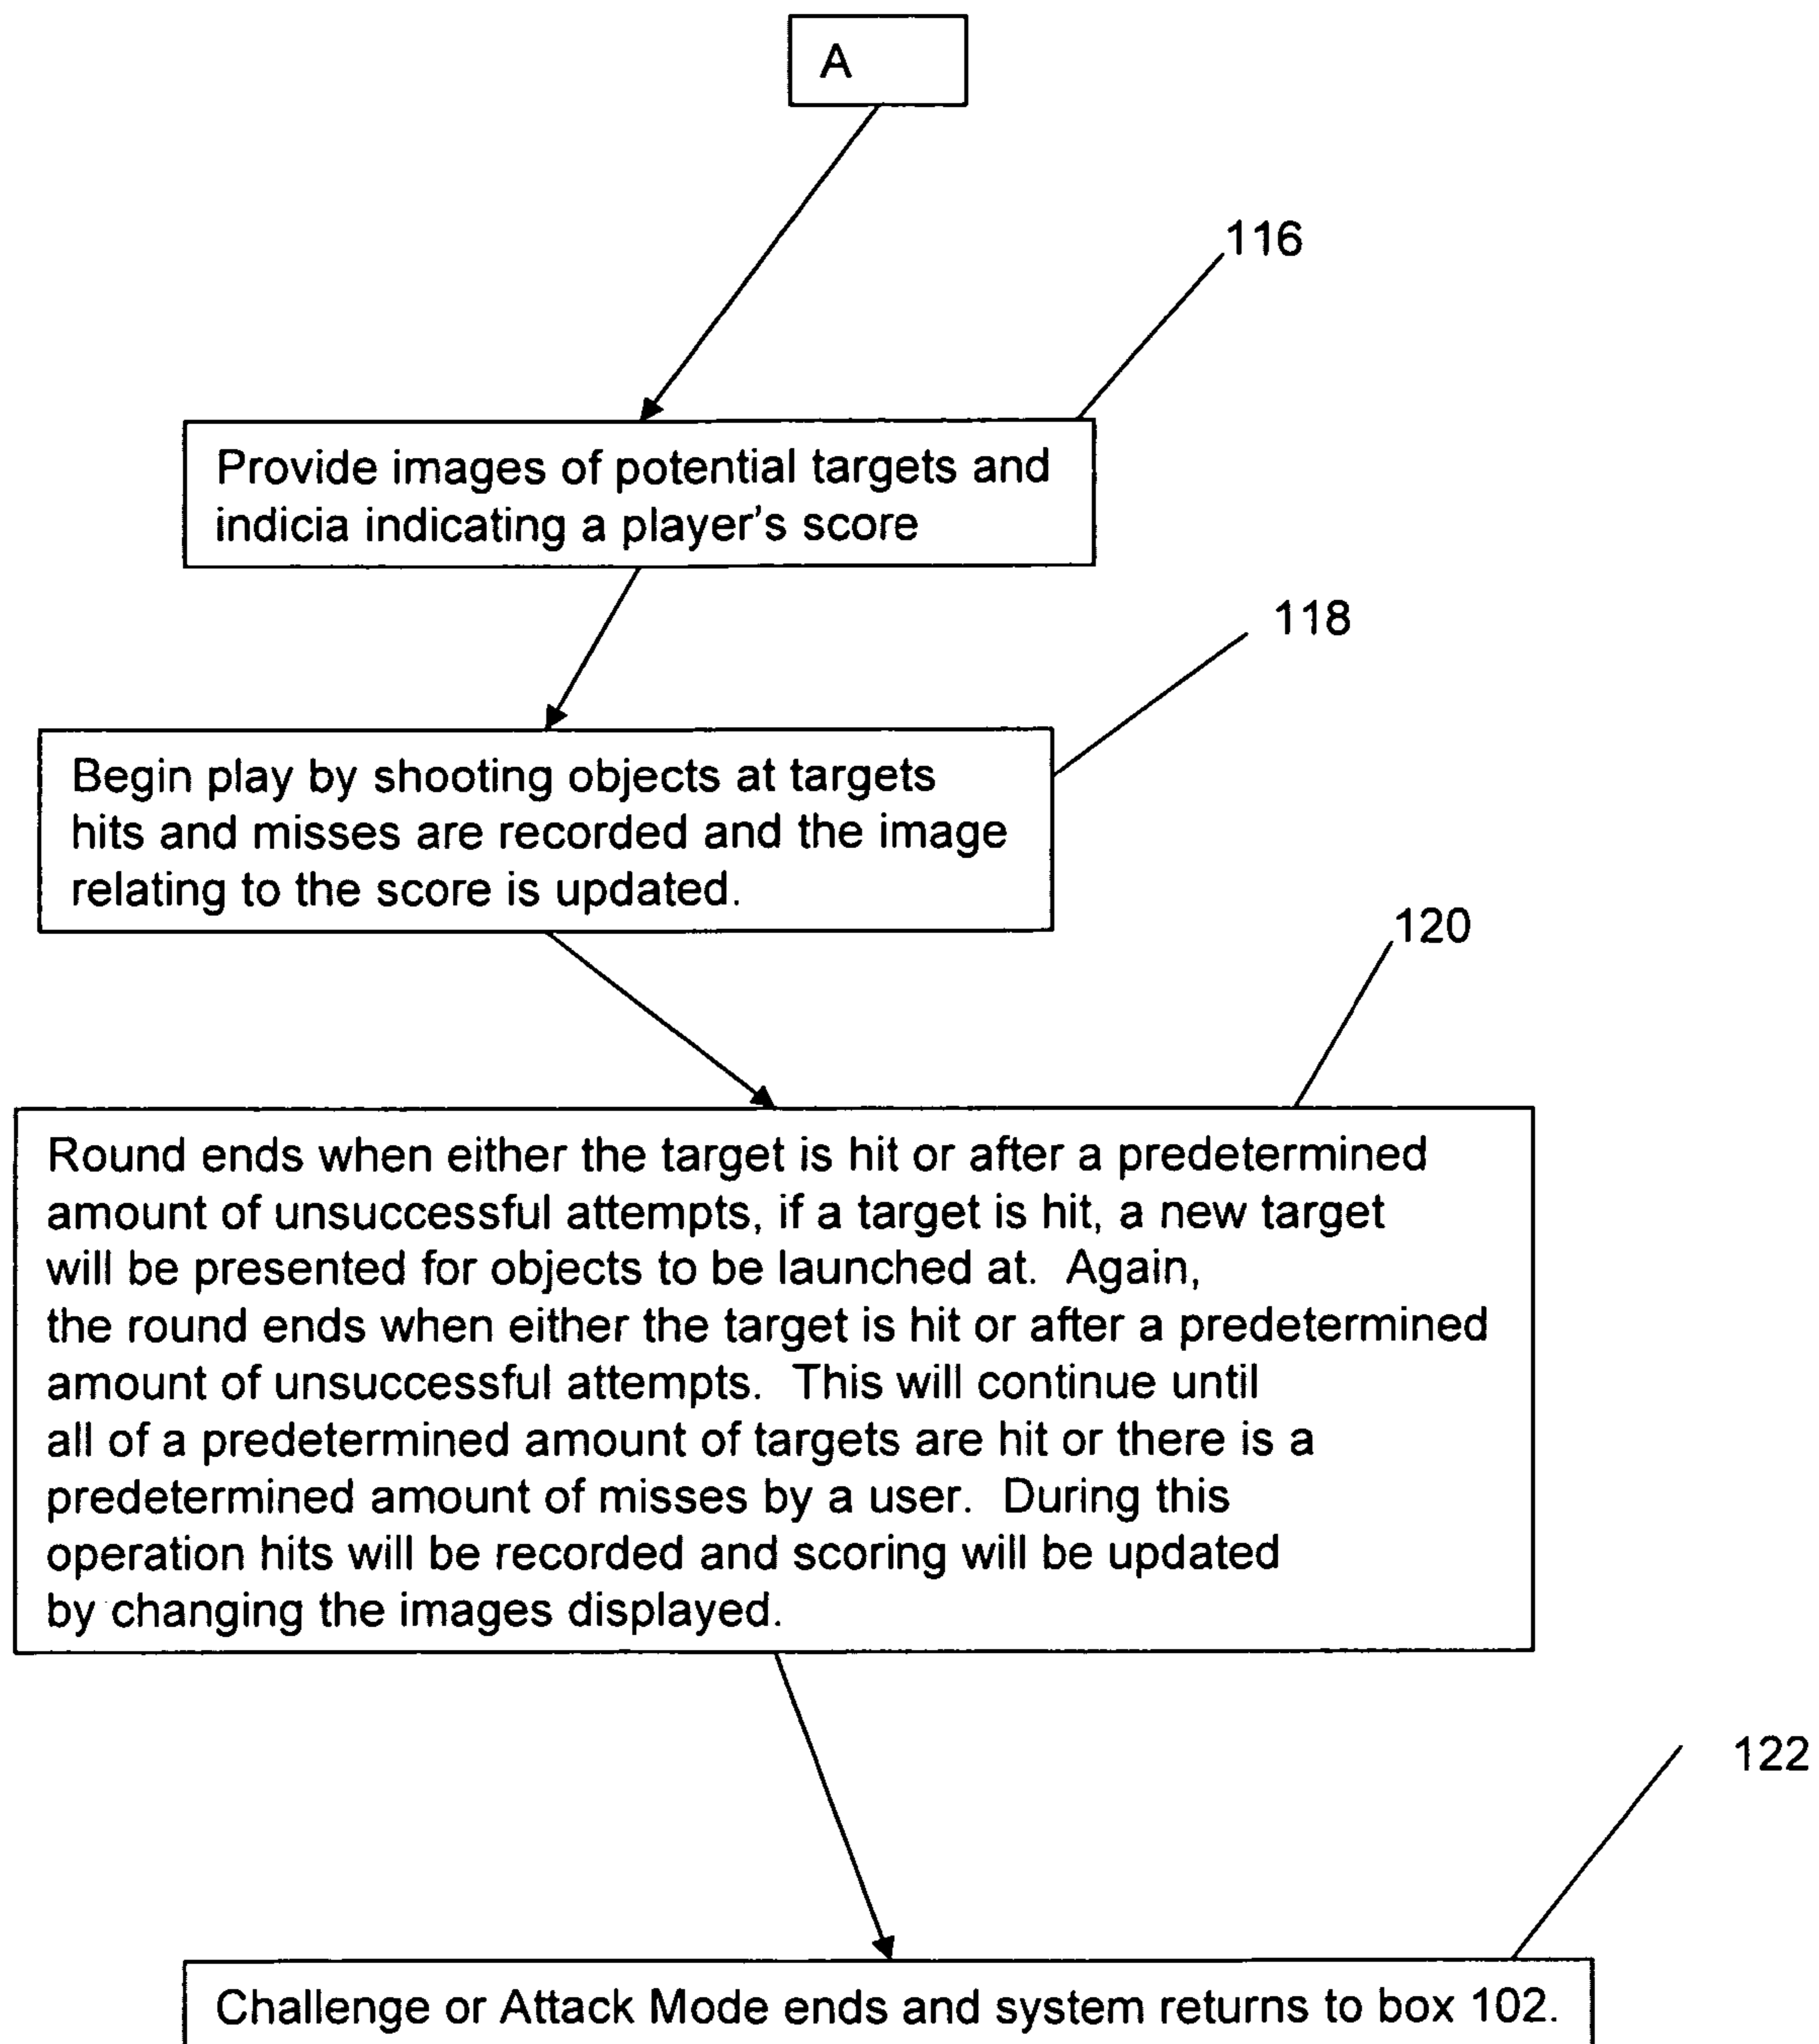 A
116
Provide images of potential targets and
indicia indicating a player's score
118
Begin play by shooting objects at targets
hits and misses are recorded and the image
relating to the score is updated.
120
Round ends when either the target is hit or after a predetermined
amount of unsuccessful attempts, if a target is hit, a new target
will be presented for objects to be launched at.  Again,
the round ends when either the target is hit or after a predetermined
amount of unsuccessful attempts.  This will continue until
all of a predetermined amount of targets are hit or there is a
predetermined amount of misses by a user.  During this
operation hits will be recorded and scoring will be updated
by changing the images displayed.
122
Challenge or Attack Mode ends and system returns to box 102.